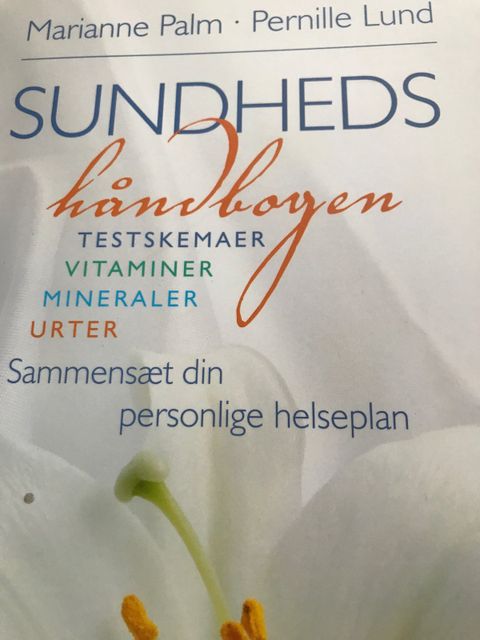 Marianne Palm · Pernille Lund
SUNDHEDS
håndbogen
TESTSKEMAER
VITAMINER
MINERALER
URTER
Sammensæt din
personlige helseplan